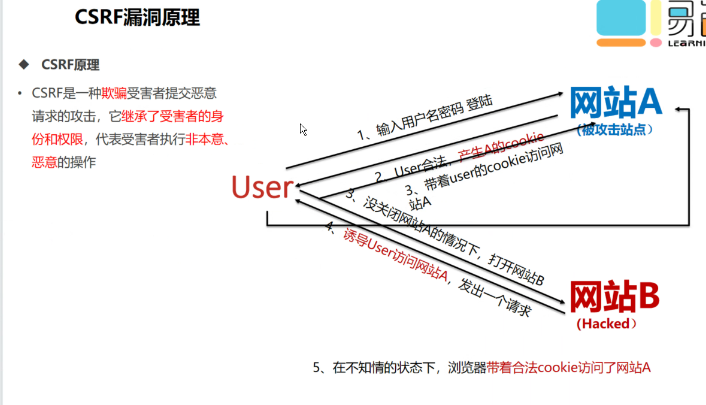 CSRF漏洞原理
LEARNI
◆ CSRF原理
• CSRF是一种欺骗受害者提交恶意
请求的攻击，它继承了受害者的身
份和权限，代表受害者执行非本意、
恶意的操作
User
网站A
(被攻击站点）
1、输入用户名密码 登陆
2、User合法，产生A的cookie
3、带着user的cookie访问网
站A
3、没关闭网站A的情况下，打开网站B
4、诱导User访问网站A，发出一个请求
网站B
(Hacked）
5、在不知情的状态下，浏览器带着合法cookie访问了网站A